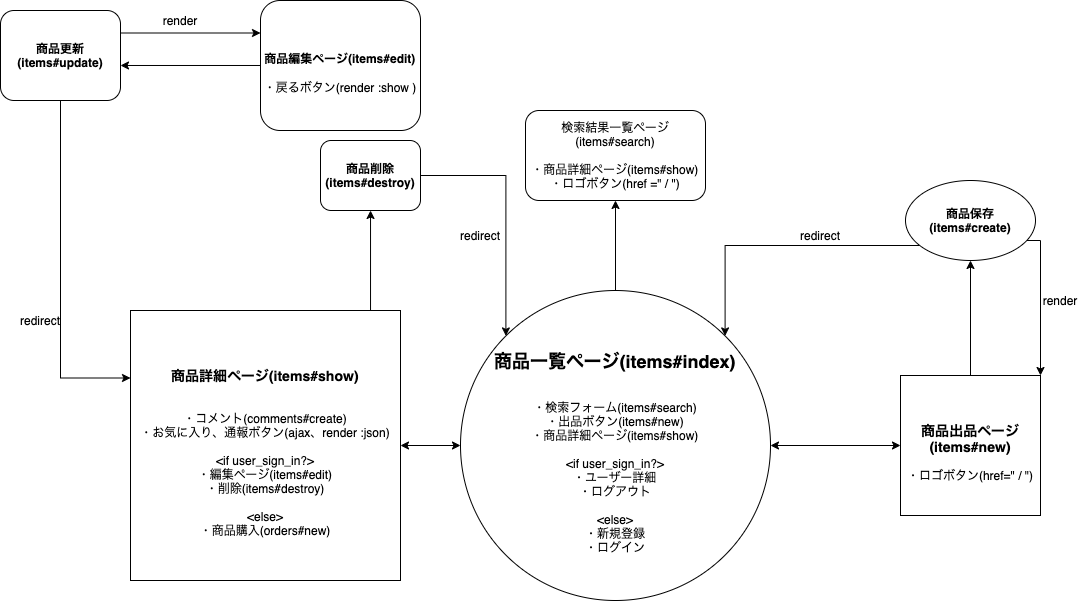 商品更新
(items#update)
render
商品編集ページ(items#edit)
・戻るボタン(render :show )
商品削除
(items#destroy)
redirect
検索結果一覧ページ
(items#search)
・商品詳細ページ(items#show)
・ロゴボタン(href =" / ")
商品保存
(items#create)
redirect
render
redirect
商品詳細ページ(items#show)
・コメント(comments#create)
・お気に入り、通報ボタン(ajax、render :json)
<if user_sign_in?>
・編集ページ(items#edit)
・削除(items#destroy)
<else>
・商品購入(orders#new)
商品一覧ページ(items#index)
・検索フォーム(items#search)
・出品ボタン(items#new)
・商品詳細ページ(items#show)
<if user_sign_in?>
・ユーザー詳細
・ログアウト
<else>
・新規登録
・ログイン
商品出品ページ
(items#new)
・ロゴボタン(href=" / ")